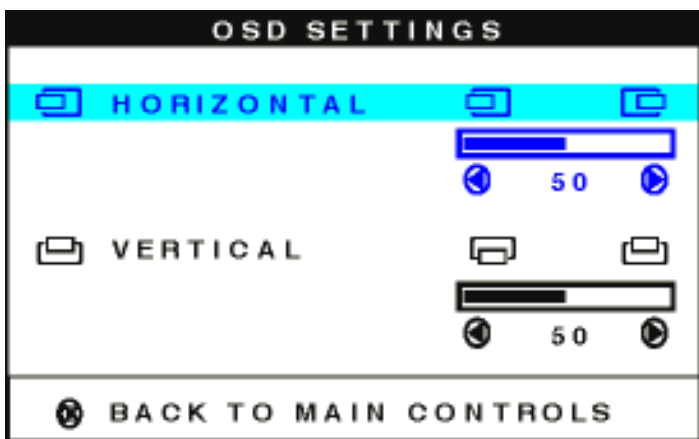 OSD SETTINGS
HORIZONTAL
50
VERTICAL
50
BACK TO MAIN CONTROLS